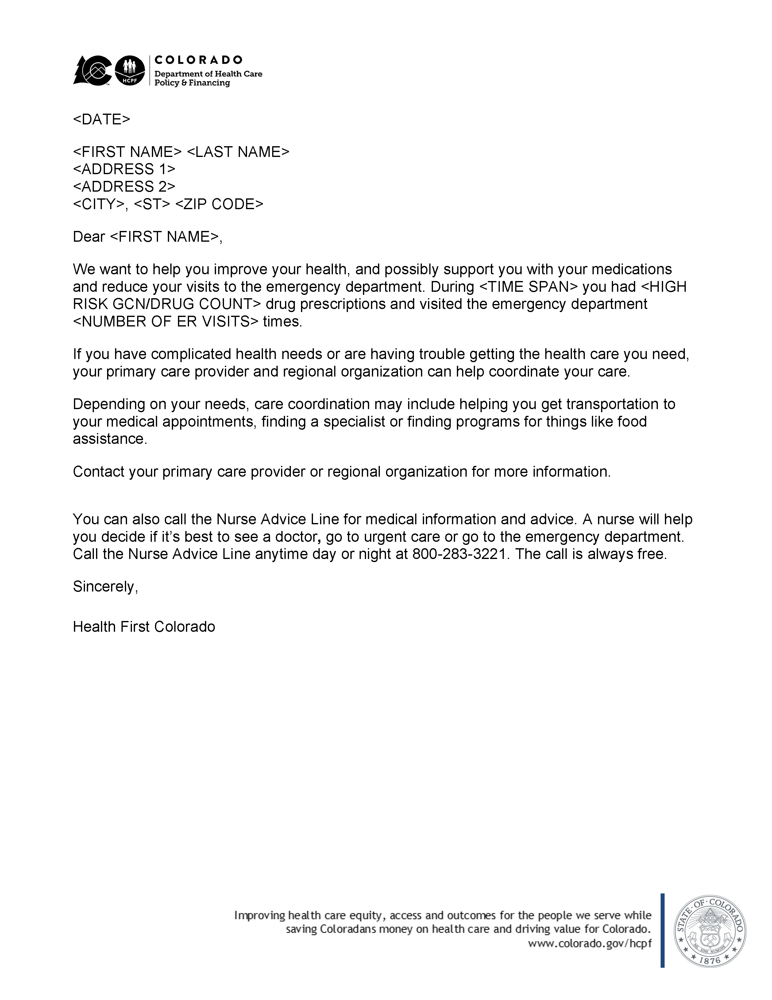 COLORADO
Department of Health Care
Policy & Financing
HCPF
TM
<DATE>
<FIRST NAME> <LAST NAME>
<ADDRESS 1>
<ADDRESS 2>
<CITY>, <ST> <ZIP CODE>
Dear <FIRST NAME>,
We want to help you improve your health, and possibly support you with your medications
and reduce your visits to the emergency department. During <TIME SPAN> you had <HIGH
RISK GCN/DRUG COUNT> drug prescriptions and visited the emergency department
<NUMBER OF ER VISITS> times.
If you have complicated health needs or are having trouble getting the health care you need,
your primary care provider and regional organization can help coordinate your care.
Depending on your needs, care coordination may include helping you get transportation to
your medical appointments, finding a specialist or finding programs for things like food
assistance.
Contact your primary care provider or regional organization for more information.
You can also call the Nurse Advice Line for medical information and advice. A nurse will help
you decide if it’s best to see a doctor, go to urgent care or go to the emergency department.
Call the Nurse Advice Line anytime day or night at 800-283-3221. The call is always free.
Sincerely,
Health First Colorado
Improving health care equity, access and outcomes for the people we serve while
saving Coloradans money on health care and driving value for Colorado.
www.colorado.gov/hcpf
STATE·OF·COLORADO
NIL SINE NUMINE
1876